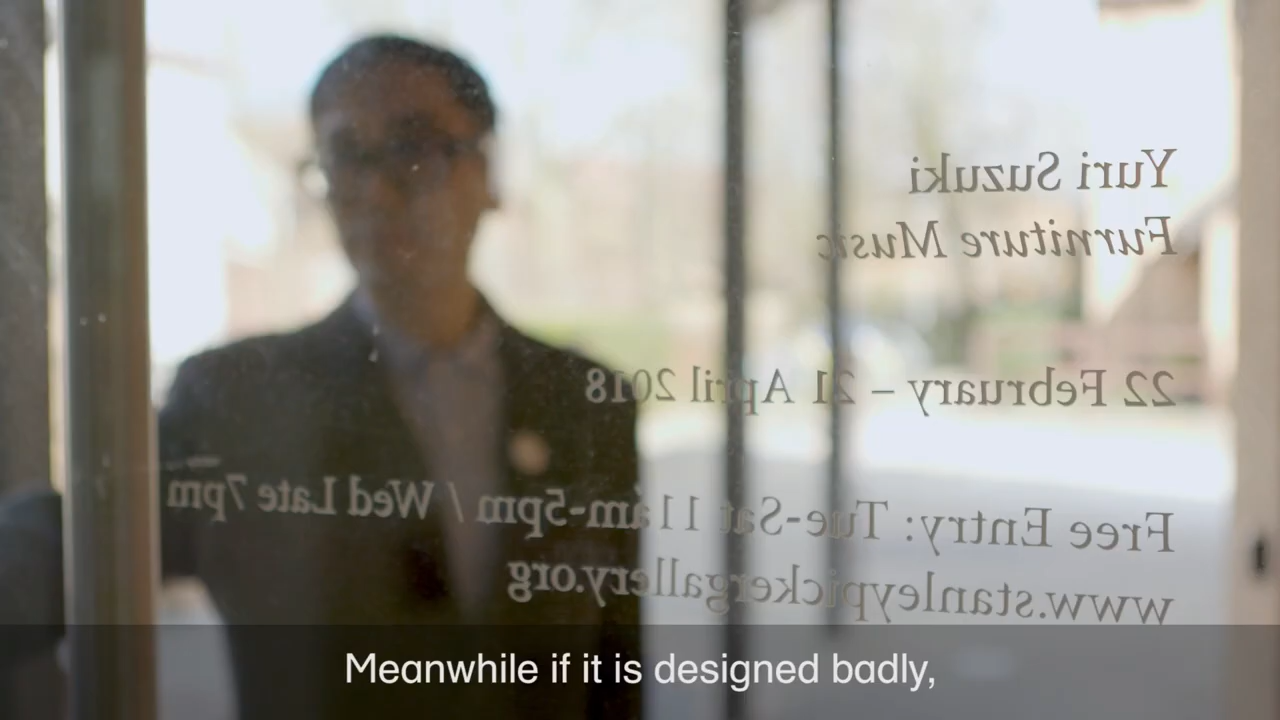 Yuri Suzuki
Furniture Music
22 February – 21 April 2018
Free Entry: Tue-Sat 11am-5pm / Wed Late 7pm
www.stanleypickergallery.org
Meanwhile if it is designed badly,